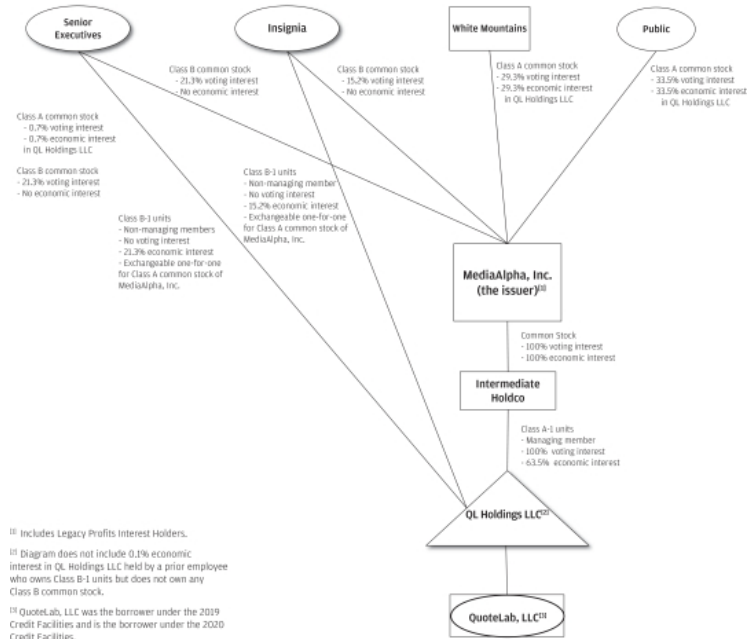 Senior
Executives
Insignia
White Mountains
Public
Class B common stock
- 21.3% voting interest
- No economic interest
Class B common stock
- 15.2% voting interest
- No economic interest
Class A common stock
- 29.3% voting interest
- 29.3% economic interest
in QL Holdings LLC
Class A common stock
- 33.5% voting interest
- 33.5% economic interest
in QL Holdings LLC
Class A common stock
- 0.7% voting interest
- 0.7% economic interest
in QL Holdings LLC
Class B common stock
- 21.3% voting interest
- No economic interest
Class B-1 units
- Non-managing member
- No voting interest
- 15.2% economic interest
- Exchangeable one-for-one
for Class A common stock of
MediaAlpha, Inc.
Class B-1 units
- Non-managing members
- No voting interest
- 21.3% economic interest
- Exchangeable one-for-one
for Class A common stock of
MediaAlpha, Inc.
MediaAlpha, Inc.
(the issuer)[1]
Common Stock
- 100% voting interest
- 100% economic interest
Intermediate
Holdco
Class A-1 units
- Managing member
- 100% voting interest
- 63.5% economic interest
QL Holdings LLC[2]
QuoteLab, LLC[3]
[1] Includes Legacy Profits Interest Holders.
[2] Diagram does not include 0.1% economic
interest in QL Holdings LLC held by a prior employee
who owns Class B-1 units but does not own any
Class B common stock.
[3] QuoteLab, LLC was the borrower under the 2019
Credit Facilities and is the borrower under the 2020
Credit Facilities.